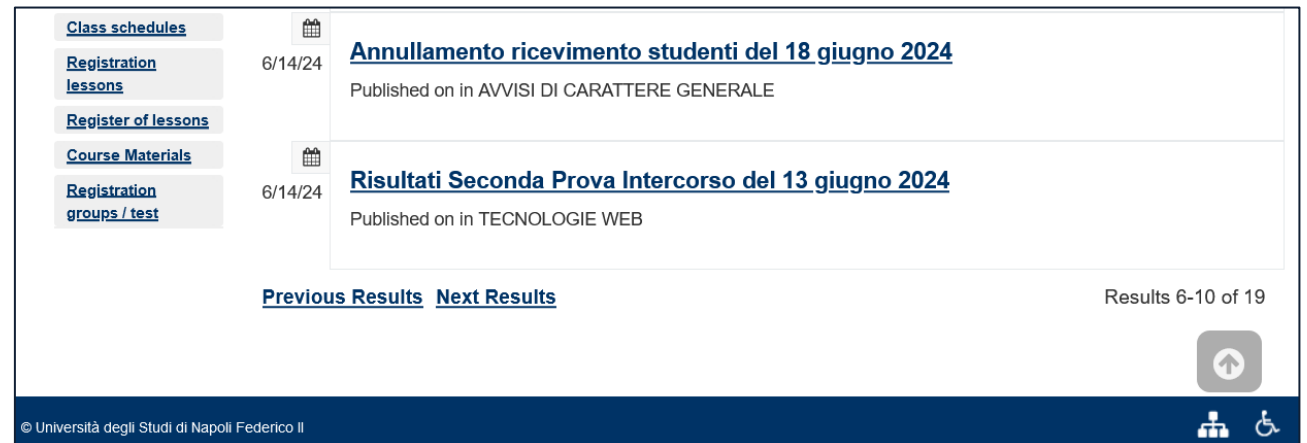 Class schedules
Registration
lessons
Register of lessons
Course Materials
Registration
groups / test
6/14/24
Annullamento ricevimento studenti del 18 giugno 2024
Published on in AVVISI DI CARATTERE GENERALE
6/14/24
Risultati Seconda Prova Intercorso del 13 giugno 2024
Published on in TECNOLOGIE WEB
Previous Results Next Results
Results 6-10 of 19
© Università degli Studi di Napoli Federico II